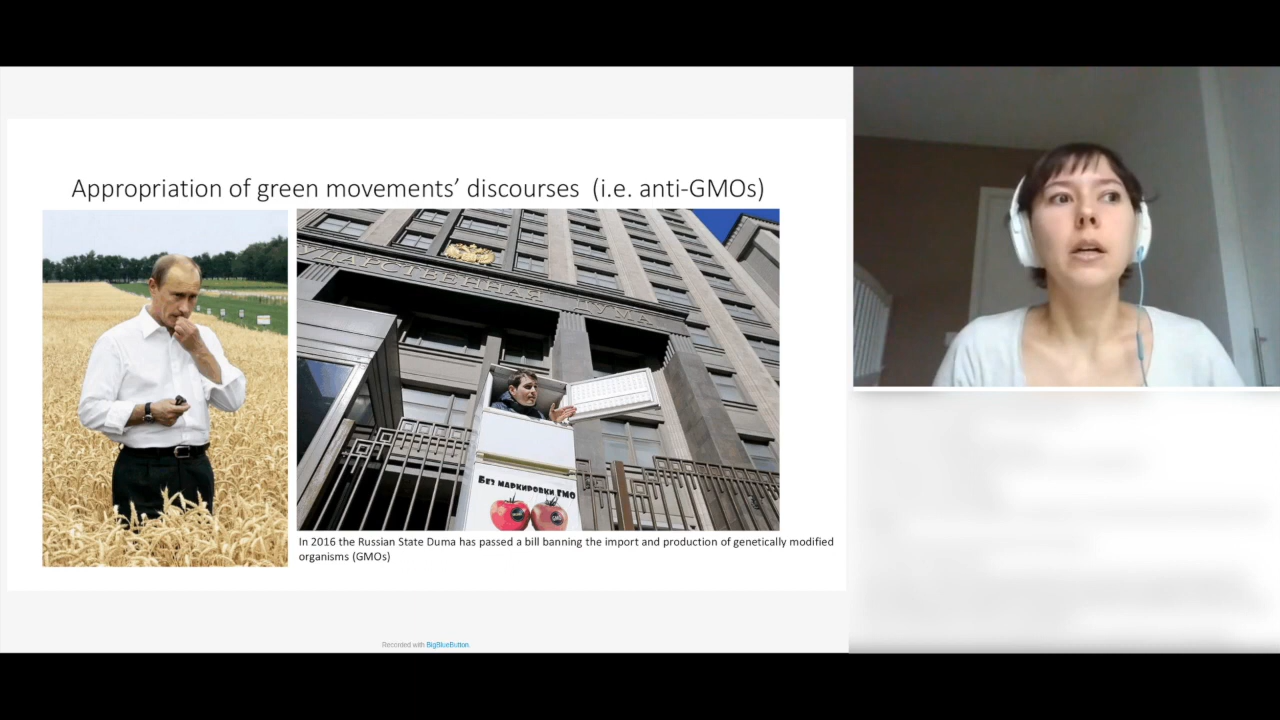 Appropriation of green movements’ discourses (i.e. anti-GMOs)
ДАРСТВЕННАЯ ДУМА
Без маркировки ГМО
In 2016 the Russian State Duma has passed a bill banning the import and production of genetically modified
organisms (GMOs)
Recorded with BigBlueButton.